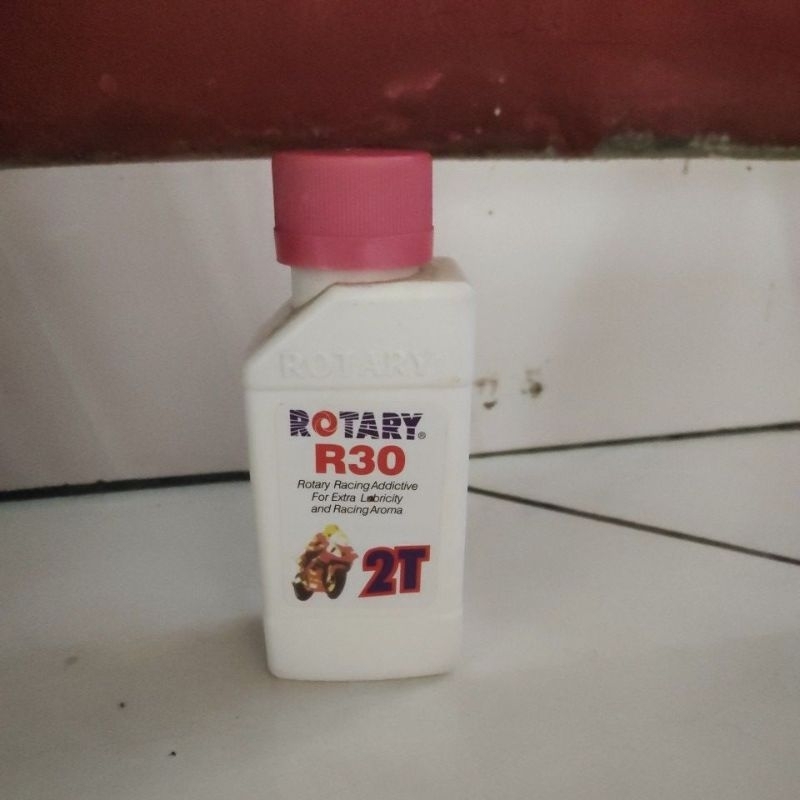 ROTARY
ROTARY®
R30
Rotary Racing Addictive
For Extra Lubricity
and Racing Aroma
2T